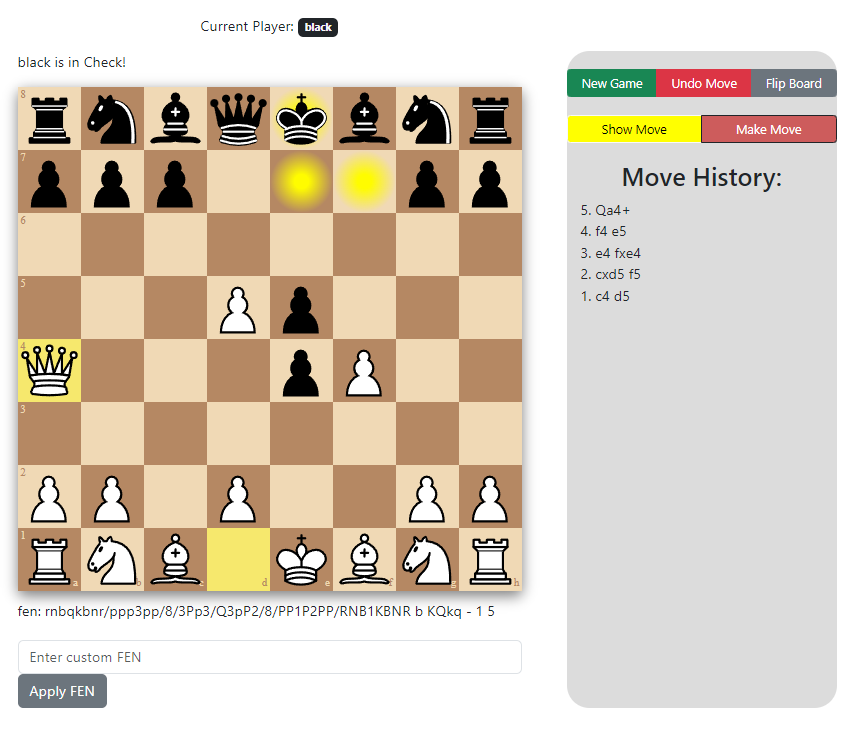 Current Player: black
black is in Check!
New Game Undo Move Flip Board
Show Move Make Move
Move History:
5. Qa4+
4. f4 e5
3. e4 fxe4
2. cxd5 f5
1. c4 d5
8
7
6
5
4
3
2
1
a b c d e f g h
fen: rnbqkbnr/ppp3pp/8/3Pp3/Q3pP2/8/PP1P2PP/RNB1KBNR b KQkq - 1 5
Enter custom FEN
Apply FEN